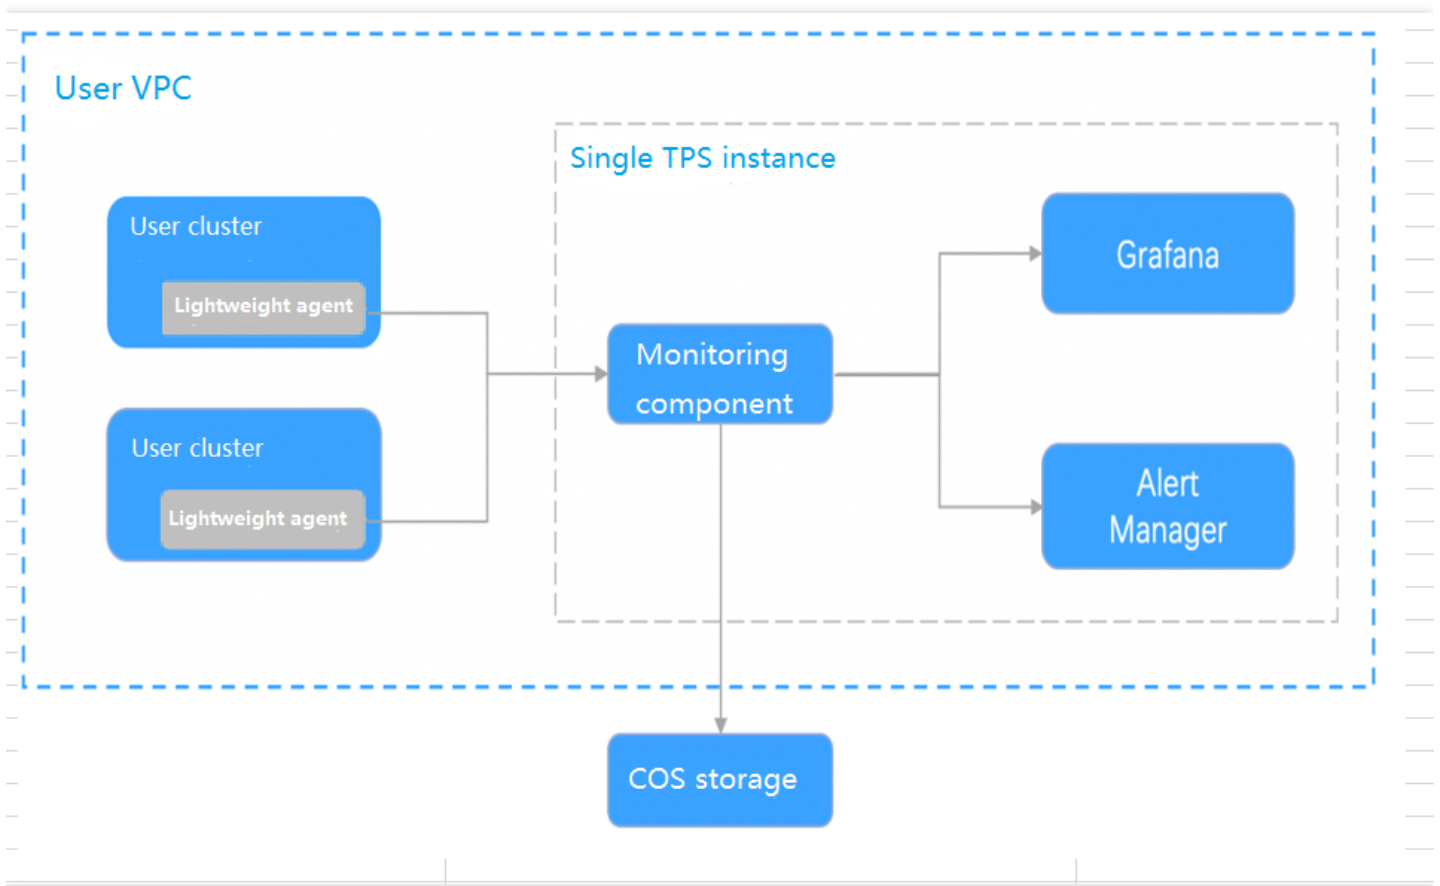 User VPC
Single TPS instance
User cluster
Lightweight agent
User cluster
Lightweight agent
Monitoring
component
Grafana
Alert
Manager
COS storage